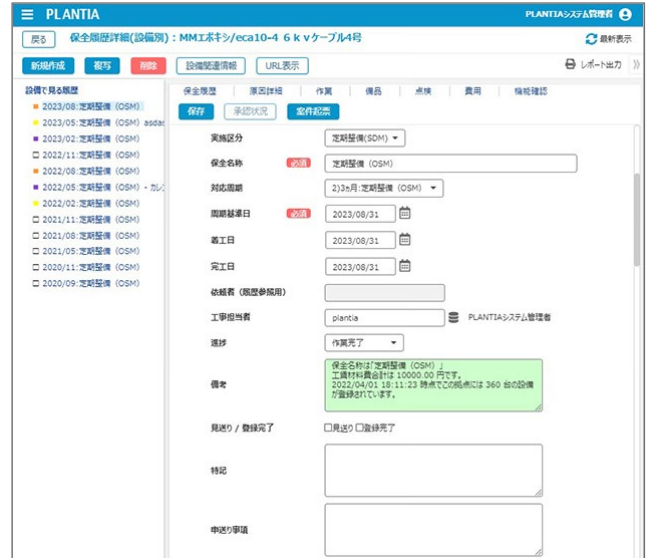 PLANTIA
PLANTIAシステム管理者
戻る
保全履歴詳細(設備別)：MMエポキシ/eca10-4 6ｋｖケーブル4号
最新表示
新規作成
複写
削除
設備関連情報
URL表示
レポート出力
設備で見る履歴
2023/08:定期整備（OSM）
2023/05:定期整備（OSM）asdas
2023/02:定期整備（OSM）
2022/11:定期整備（OSM）
2022/08:定期整備（OSM）
2022/05:定期整備（OSM）- カレン
2022/02:定期整備（OSM）
2021/11:定期整備（OSM）
2021/08:定期整備（OSM）
2021/05:定期整備（OSM）
2020/11:定期整備（OSM）
2020/09:定期整備（OSM）
保全履歴 原因詳細 作業 備品 点検 費用 機能確認
保存
承認状況
案件起票
実施区分
定期整備(SDM)
保全名称
必須
定期整備（OSM）
対応周期
2)3ヵ月:定期整備（OSM）
周期基準日
必須
2023/08/31
着工日
2023/08/31
完工日
2023/08/31
依頼者（履歴参照用）
工事担当者
plantia
PLANTIAシステム管理者
進捗
作業完了
備考
保全名称は「定期整備（OSM）」
工賃材料費合計は 10000.00 円です。
2022/04/01 18:11:23 時点でこの拠点には 360 台の設備
が登録されています。
見送り / 登録完了
見送り
登録完了
特記
申送り事項